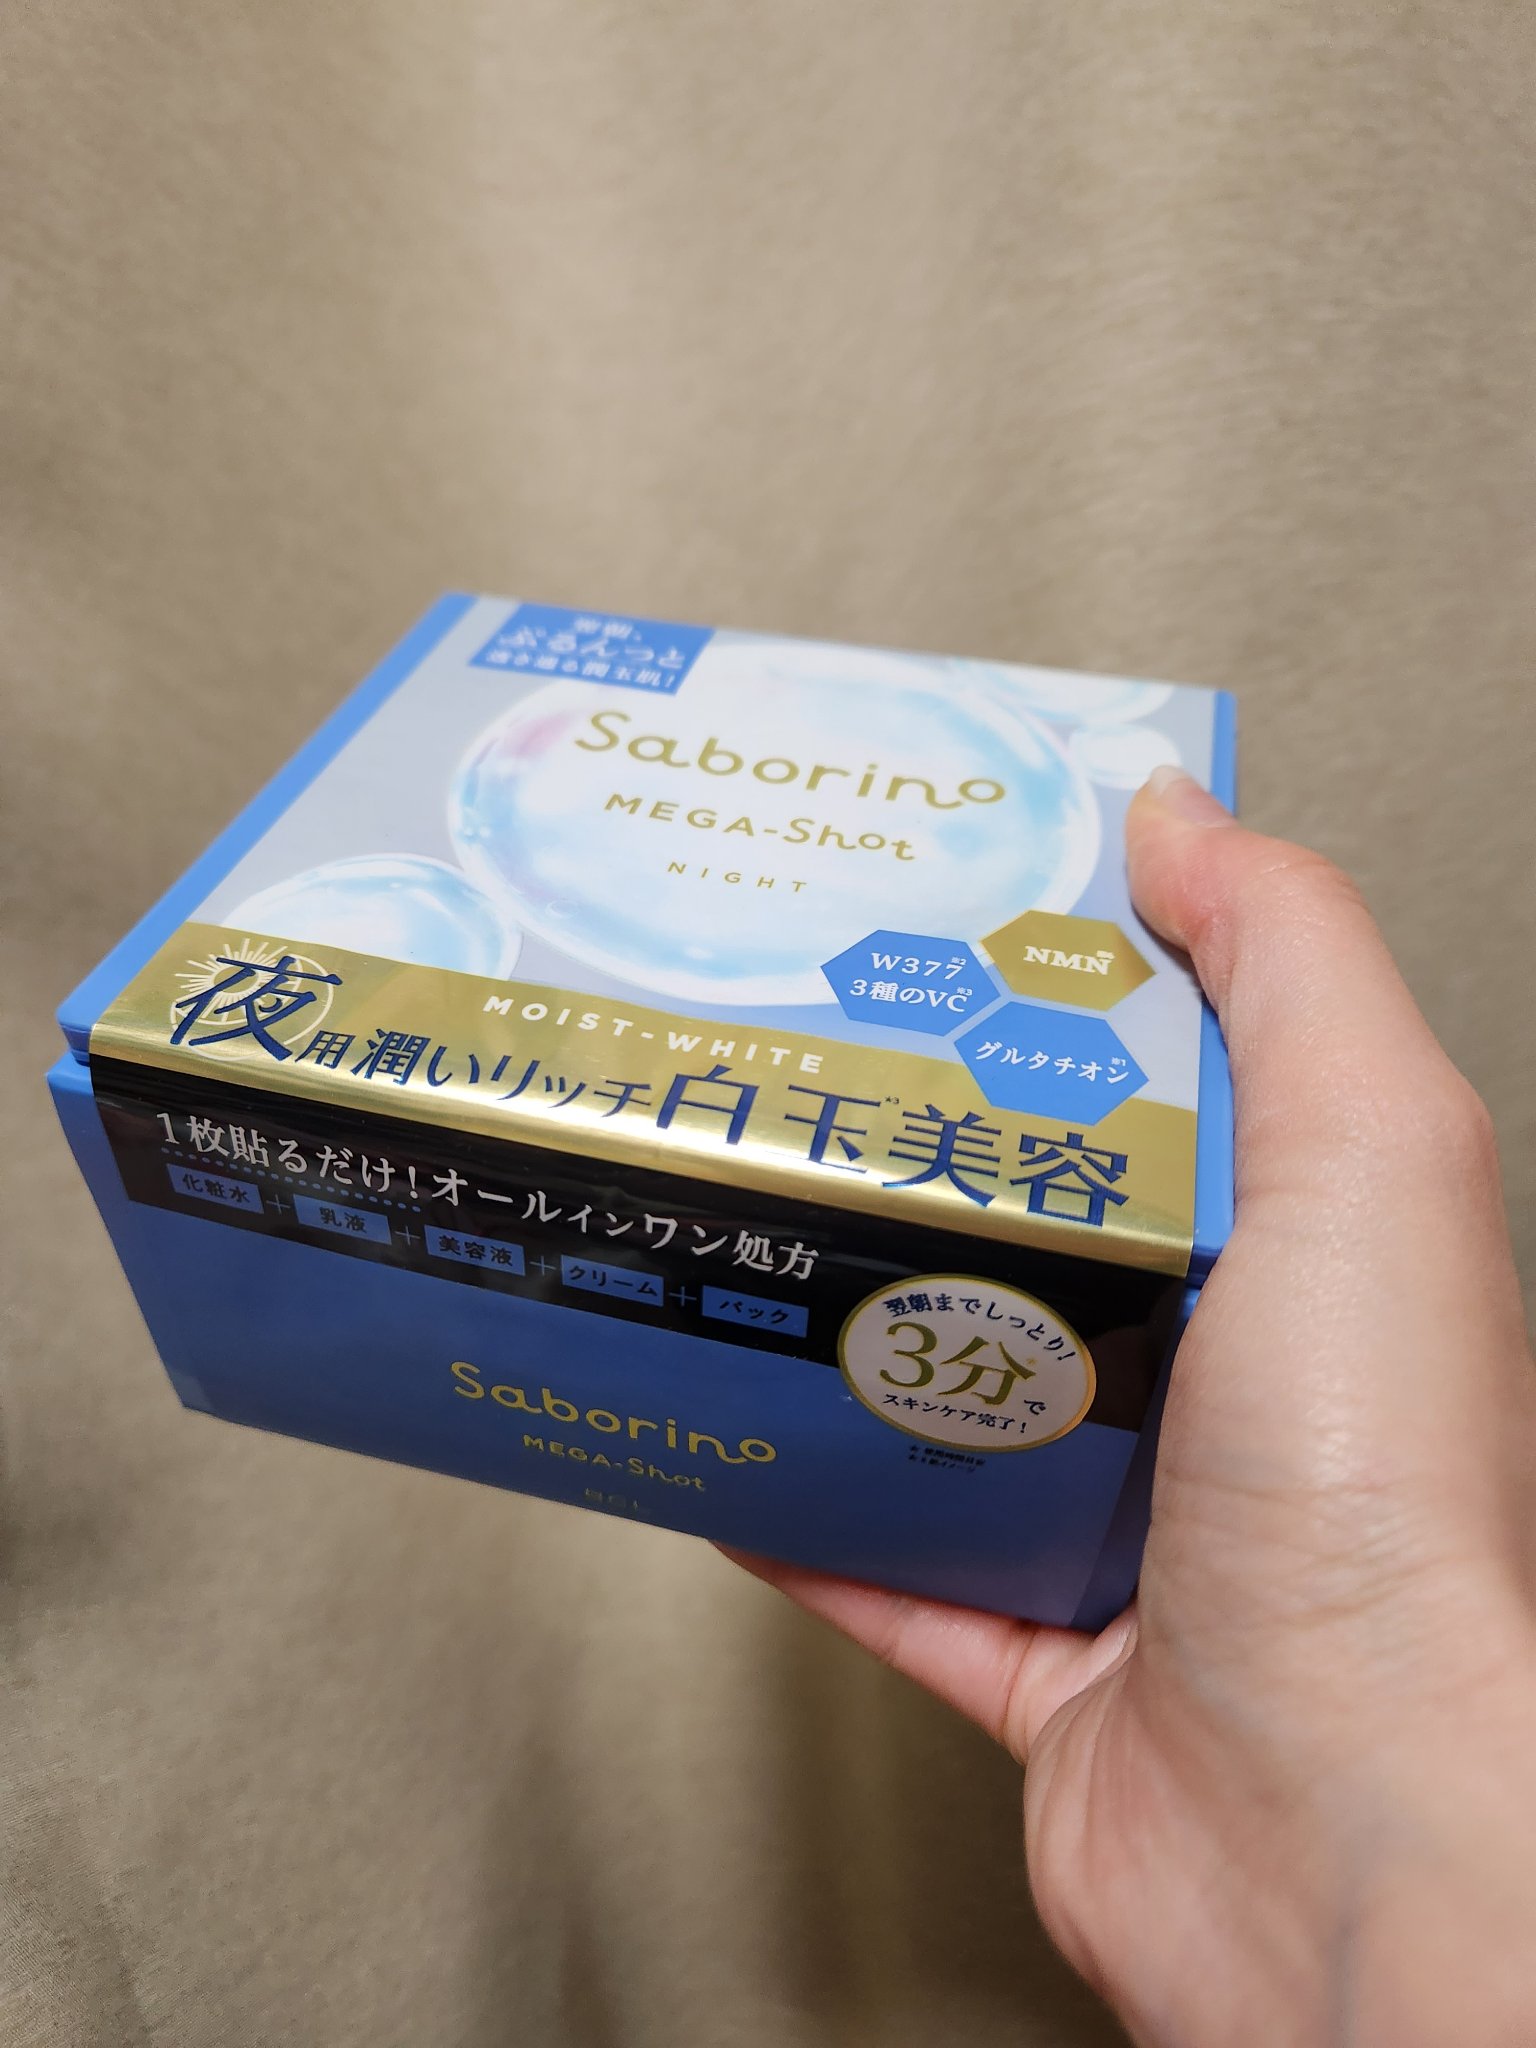 翌朝、
ぷるんっと
透き通る潤玉肌!
Saborino
MEGA-Shot
NIGHT
W377※2
3種のVC※3
NMN
グルタチオン※1
MOIST-WHITE
夜用潤いリッチ白玉美容
1枚貼るだけ!オールインワン処方
化粧水+乳液+美容液+クリーム+パック
翌朝までしっとり!
3分で
スキンケア完了!
Saborino
MEGA-Shot